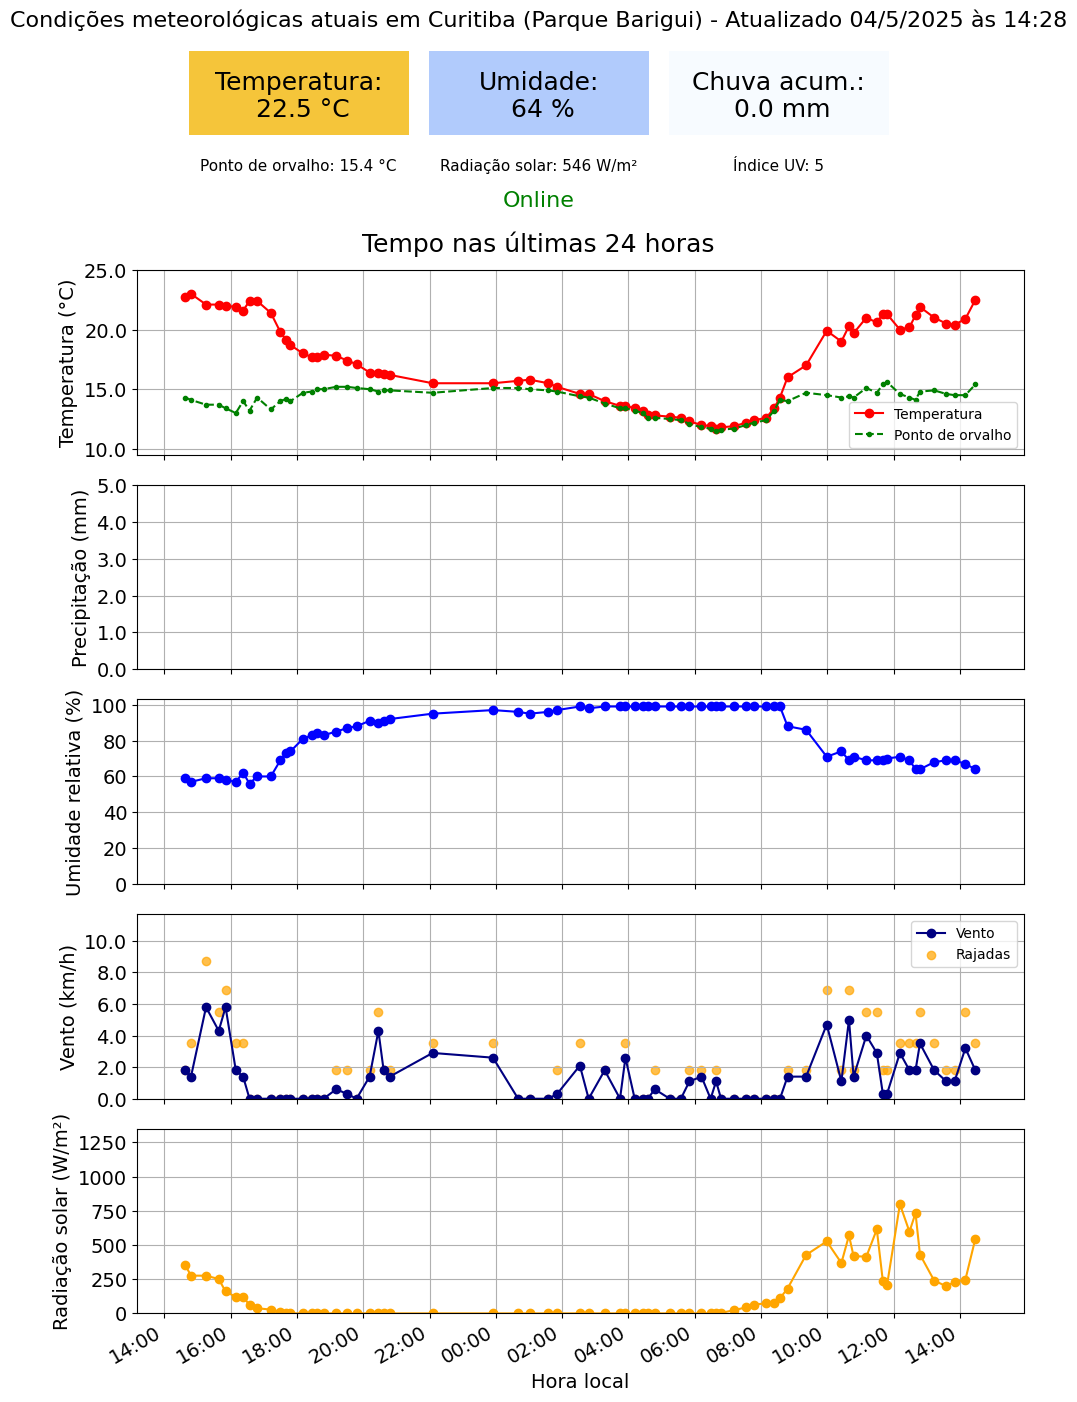 Condições meteorológicas atuais em Curitiba (Parque Barigui) - Atualizado 04/5/2025 às 14:28
Temperatura:
22.5 °C
Umidade:
64 %
Chuva acum.:
0.0 mm
Ponto de orvalho: 15.4 °C
Radiação solar: 546 W/m²
Índice UV: 5
Online
Tempo nas últimas 24 horas
Temperatura (°C)
25.0
20.0
15.0
10.0
Temperatura
Ponto de orvalho
Precipitação (mm)
5.0
4.0
3.0
2.0
1.0
0.0
Umidade relativa (%)
100
80
60
40
20
0
Vento (km/h)
10.0
8.0
6.0
4.0
2.0
0.0
Vento
Rajadas
Radiação solar (W/m²)
1250
1000
750
500
250
0
14:00
16:00
18:00
20:00
22:00
00:00
02:00
04:00
06:00
08:00
10:00
12:00
14:00
Hora local